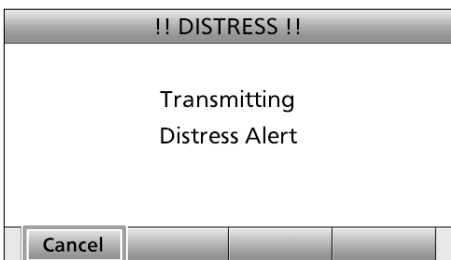 !! DISTRESS !!
Transmitting
Distress Alert
Cancel